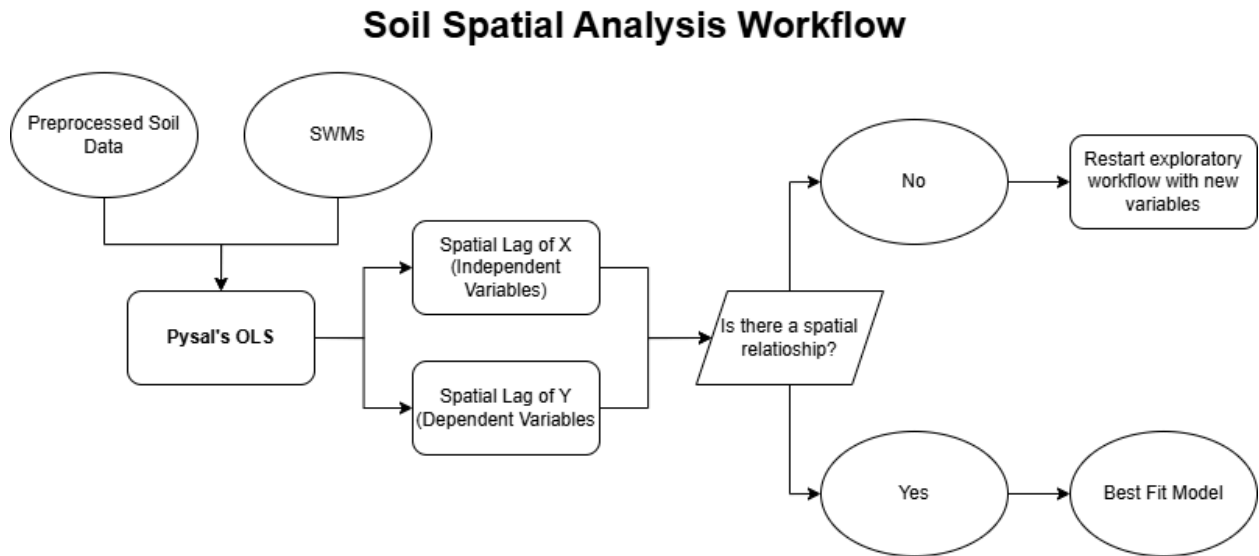 Soil Spatial Analysis Workflow
Preprocessed Soil
Data
SWMs
Pysal's OLS
Spatial Lag of X
(Independent
Variables)
Spatial Lag of Y
(Dependent Variables
Is there a spatial
relatioship?
No
Restart exploratory
workflow with new
variables
Yes
Best Fit Model